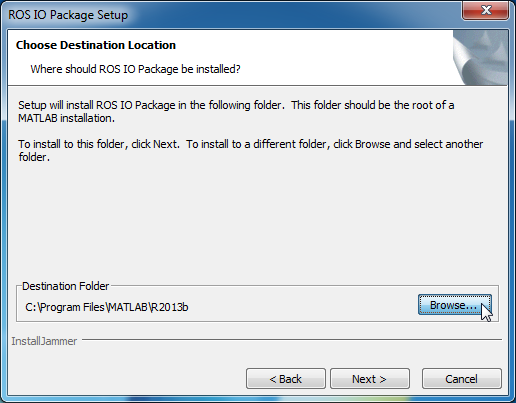 ROS IO Package Setup
Choose Destination Location
Where should ROS IO Package be installed?
Setup will install ROS IO Package in the following folder.  This folder should be the root of a
MATLAB installation.
To install to this folder, click Next.  To install to a different folder, click Browse and select another
folder.
Destination Folder
C:\Program Files\MATLAB\R2013b
Browse...
InstallJammer
< Back
Next >
Cancel